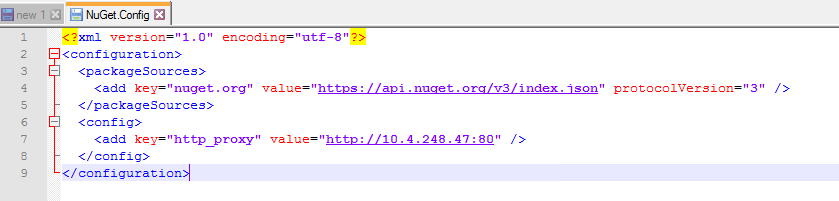 new 1 NuGet.Config
1 <?xml version="1.0" encoding="utf-8"?>
2 <configuration>
3 <packageSources>
4 <add key="nuget.org" value="https://api.nuget.org/v3/index.json" protocolVersion="3" />
5 </packageSources>
6 <config>
7 <add key="http_proxy" value="http://10.4.248.47:80" />
8 </config>
9 </configuration>